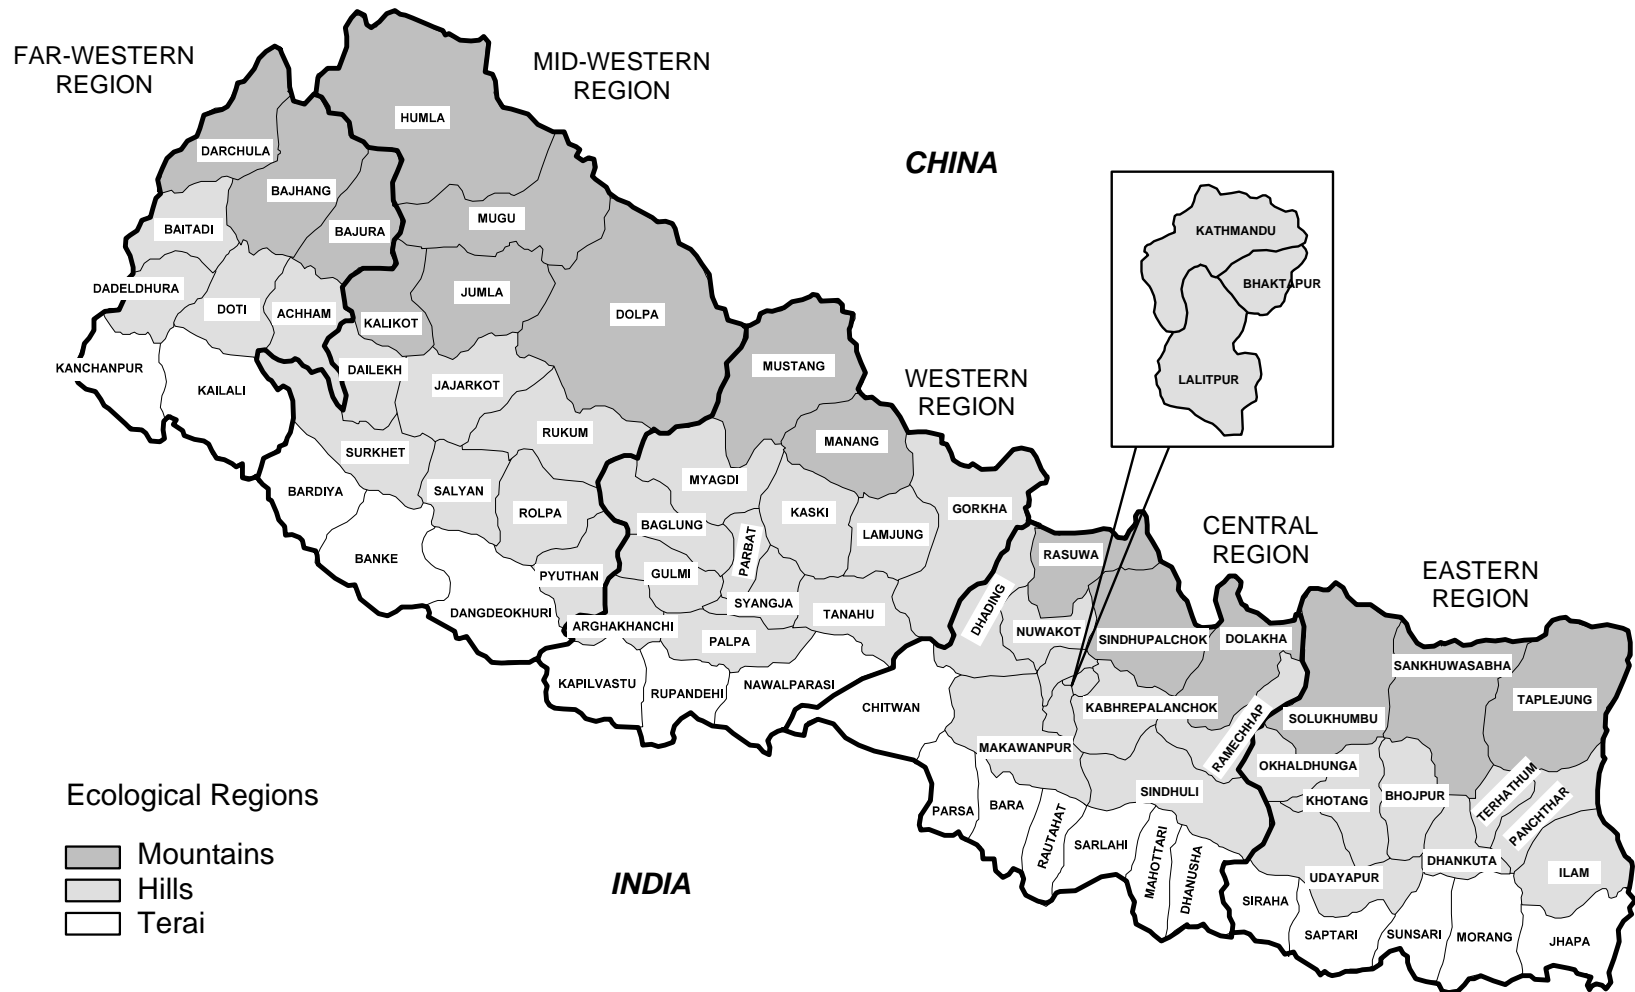 FAR-WESTERN
REGION
MID-WESTERN
REGION
HUMLA
DARCHULA
CHINA
BAJHANG
MUGU
BAITADI
BAJURA
KATHMANDU
DADELDHURA
JUMLA
BHAKTAPUR
DOTI
ACHHAM
KALIKOT
DOLPA
KANCHANPUR
DAILEKH
MUSTANG
WESTERN
REGION
LALITPUR
KAILALI
JAJARKOT
RUKUM
MANANG
SURKHET
MYAGDI
BARDIYA
SALYAN
ROLPA
BAGLUNG
PARBAT
KASKI
LAMJUNG
GORKHA
CENTRAL
REGION
BANKE
RASUWA
PYUTHAN
GULMI
EASTERN
REGION
DANGDEOKHURI
SYANGJA
TANAHU
DHADING
ARGHAKHANCHI
PALPA
NUWAKOT
SINDHUPALCHOK
DOLAKHA
SANKHUWASABHA
KAPILVASTU
RUPANDEHI
NAWALPARASI
CHITWAN
KABHREPALANCHOK
TAPLEJUNG
RAMECHHAP
SOLUKHUMBU
MAKAWANPUR
OKHALDHUNGA
SINDHULI
KHOTANG
BHOJPUR
TERHATHUM
PANCHTHAR
PARSA
BARA
RAUTAHAT
SARLAHI
MAHOTTARI
DHANUSHA
DHANKUTA
ILAM
UDAYAPUR
SIRAHA
SAPTARI
SUNSARI
MORANG
JHAPA
INDIA
Ecological Regions
Mountains
Hills
Terai